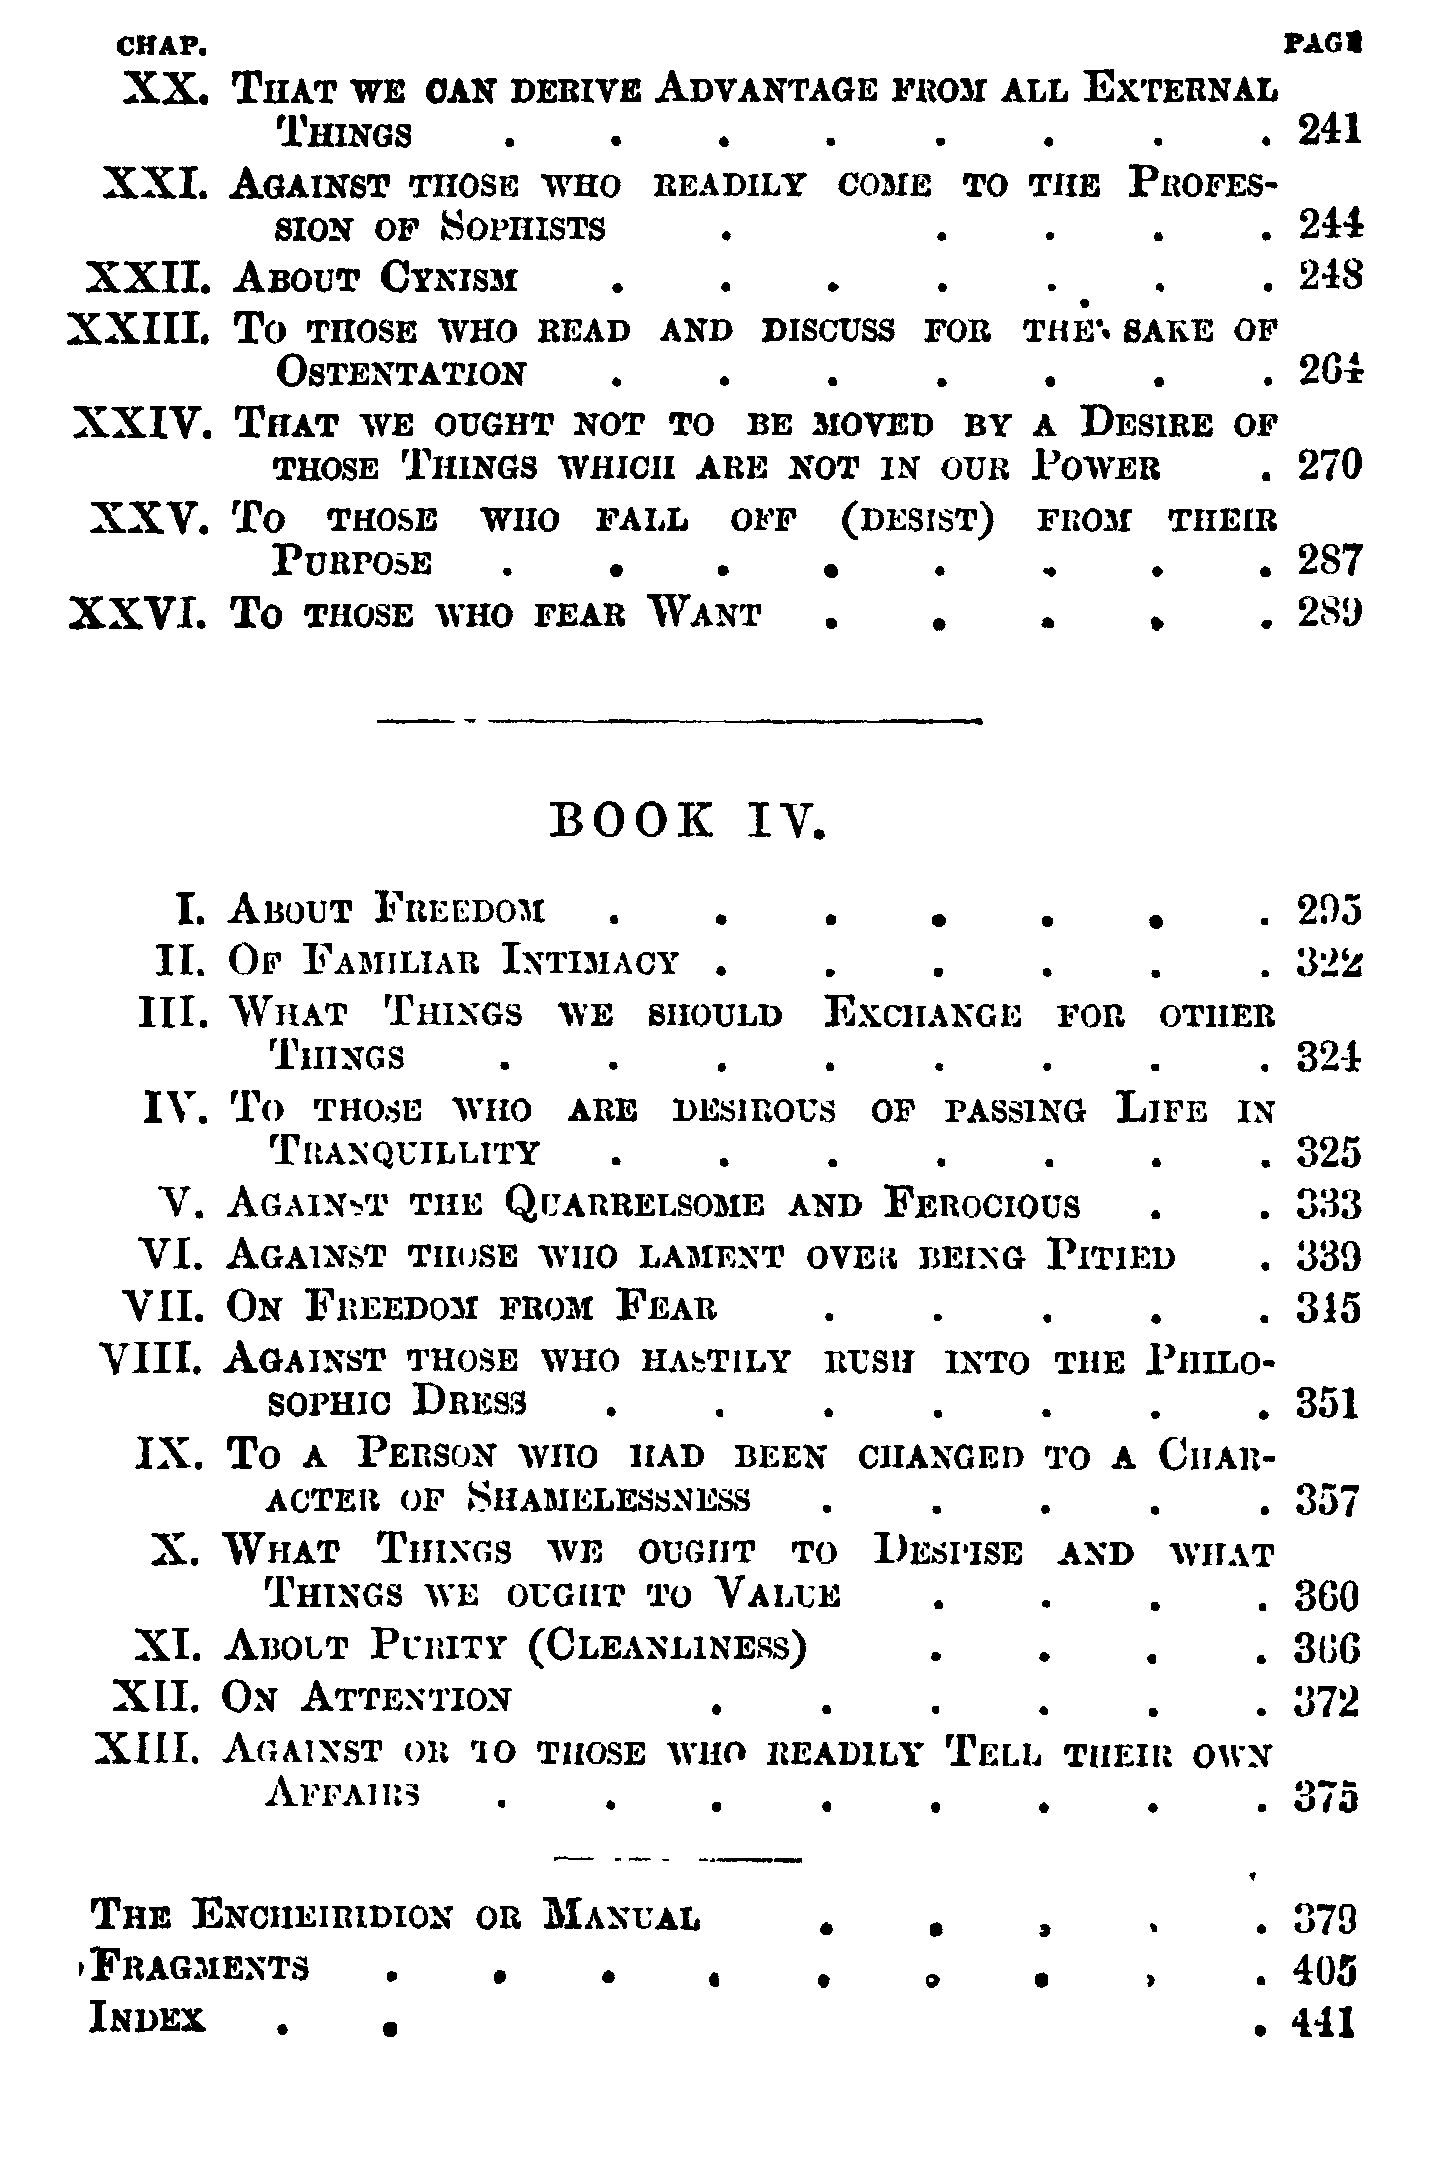 CHAP. PAGE
XX. THAT WE CAN DERIVE ADVANTAGE FROM ALL EXTERNAL
THINGS . . . . . . . . 241
XXI. AGAINST THOSE WHO READILY COME TO THE PROFES-
SION OF SOPHISTS . . . . . 244
XXII. ABOUT CYNISM . . . . . . . 248
XXIII. TO THOSE WHO READ AND DISCUSS FOR THE SAKE OF
OSTENTATION . . . . . . . 264
XXIV. THAT WE OUGHT NOT TO BE MOVED BY A DESIRE OF
THOSE THINGS WHICH ARE NOT IN OUR POWER . 270
XXV. TO THOSE WHO FALL OFF (DESIST) FROM THEIR
PURPOSE . . . . . . . . 287
XXVI. TO THOSE WHO FEAR WANT . . . . . 289
BOOK IV.
I. ABOUT FREEDOM . . . . . . . 295
II. OF FAMILIAR INTIMACY . . . . . . 322
III. WHAT THINGS WE SHOULD EXCHANGE FOR OTHER
THINGS . . . . . . . . 324
IV. TO THOSE WHO ARE DESIROUS OF PASSING LIFE IN
TRANQUILLITY . . . . . . . 325
V. AGAINST THE QUARRELSOME AND FEROCIOUS . . 333
VI. AGAINST THOSE WHO LAMENT OVER BEING PITIED . 339
VII. ON FREEDOM FROM FEAR . . . . . 345
VIII. AGAINST THOSE WHO HASTILY RUSH INTO THE PHILO-
SOPHIC DRESS . . . . . . . 351
IX. TO A PERSON WHO HAD BEEN CHANGED TO A CHAR-
ACTER OF SHAMELESSNESS . . . . . 357
X. WHAT THINGS WE OUGHT TO DESPISE AND WHAT
THINGS WE OUGHT TO VALUE . . . . 360
XI. ABOUT PURITY (CLEANLINESS) . . . . 366
XII. ON ATTENTION . . . . . . 372
XIII. AGAINST OR TO THOSE WHO READILY TELL THEIR OWN
AFFAIRS . . . . . . . . 375
THE ENCHEIRIDION OR MANUAL . . . . . 379
FRAGMENTS . . . . . . . . . 405
INDEX . . . 441